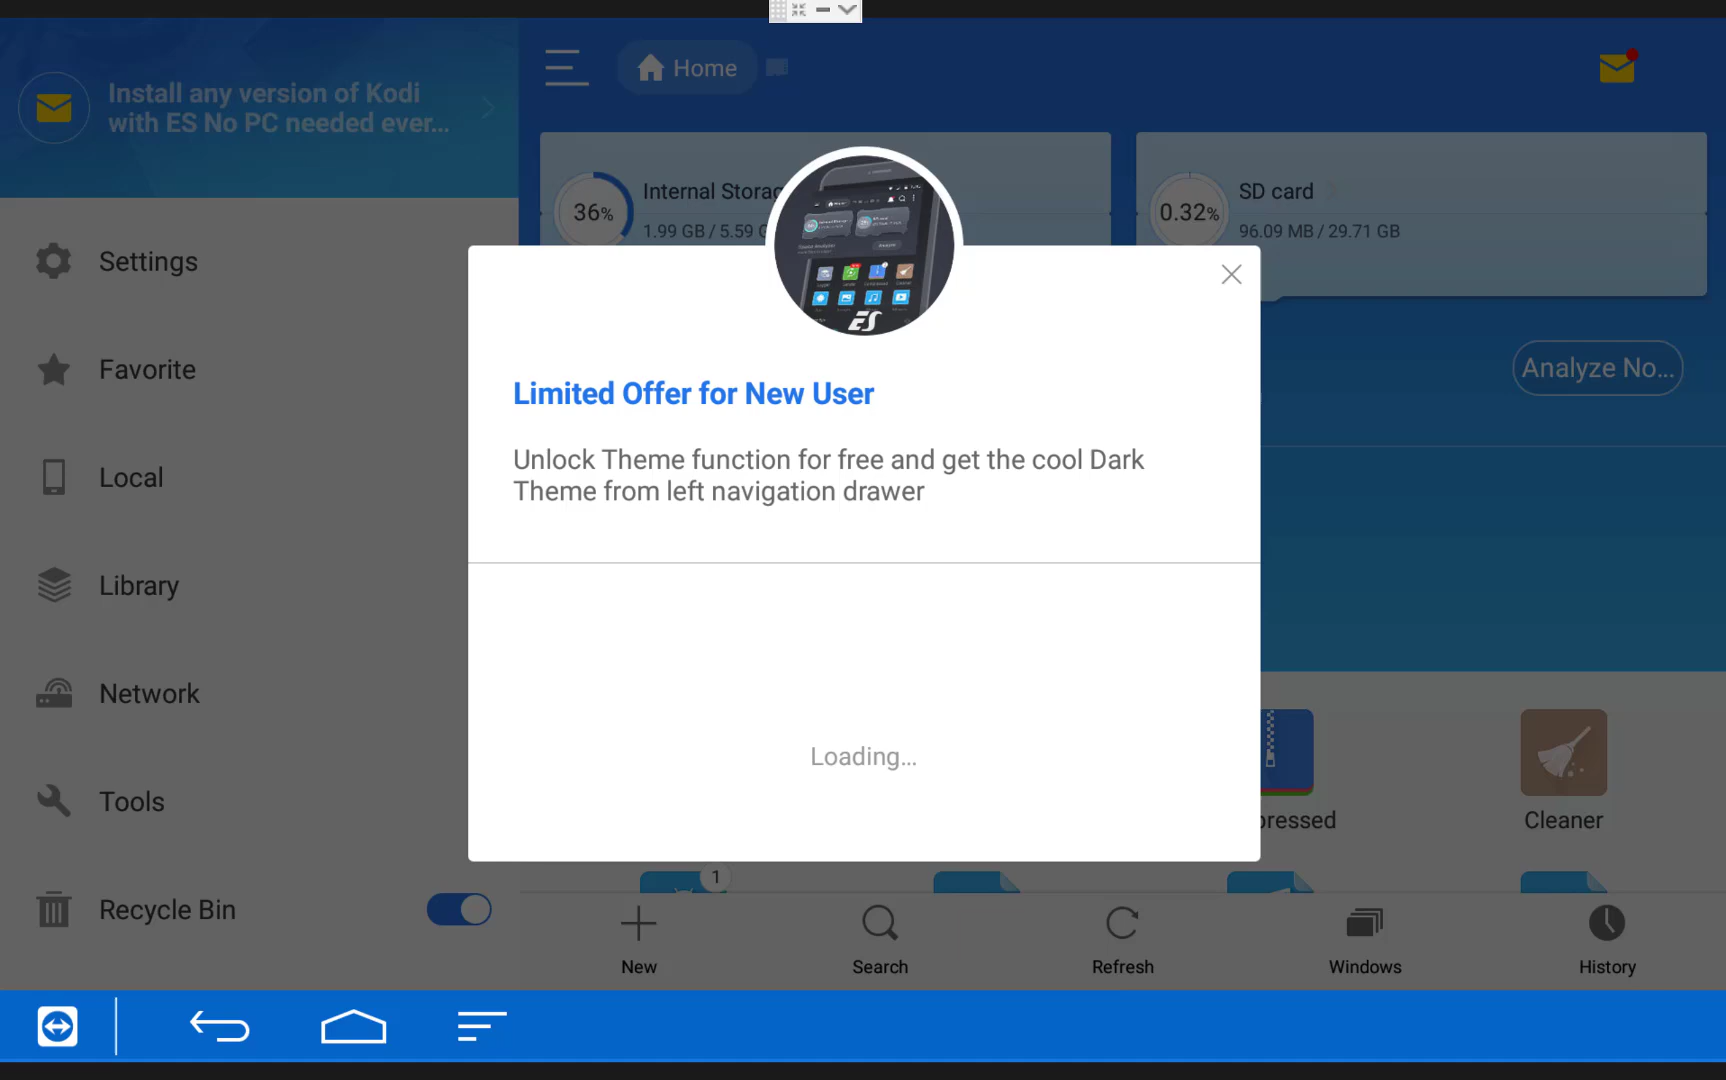 Install any version of Kodi
with ES No PC needed ever...
Home
Settings
Favorite
Local
Library
Network
Tools
Recycle Bin
36%
Internal Storag
1.99 GB / 5.59 G
0.32%
SD card
96.09 MB / 29.71 GB
Analyze No...
ES
Limited Offer for New User
Unlock Theme function for free and get the cool Dark
Theme from left navigation drawer
Loading...
pressed
Cleaner
1
New
Search
Refresh
Windows
History